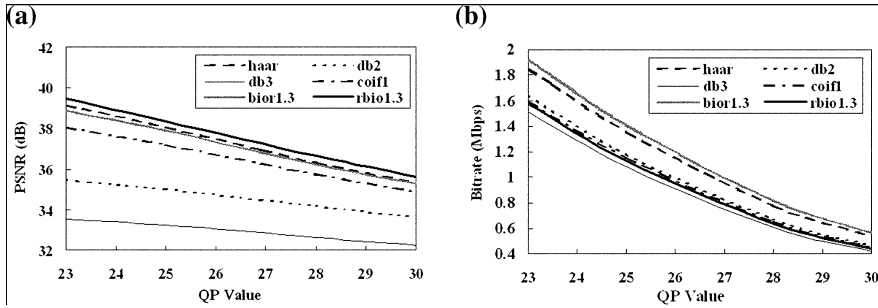 (a)
42
40
38
36
34
32
PSNR (dB)
haar
db2
db3
coif1
bior1.3
rbio1.3
23 24 25 26 27 28 29 30
QP Value
(b)
2
1.8
1.6
1.4
1.2
1
0.8
0.6
0.4
Bitrate (Mbps)
haar
db2
db3
coif1
bior1.3
rbio1.3
23 24 25 26 27 28 29 30
QP Value